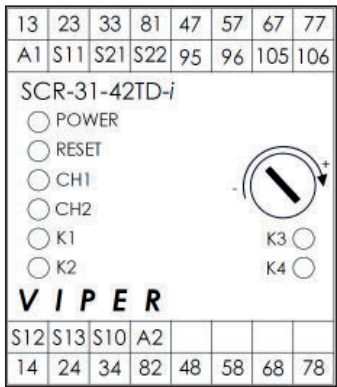 13 23 33 81 47 57 67 77
A1 S11 S21 S22 95 96 105 106
SCR-31-42TD-i
POWER
RESET
CH1
+
CH2
-
K1 K3
K2 K4
VIPER
S12 S13 S10 A2
14 24 34 82 48 58 68 78